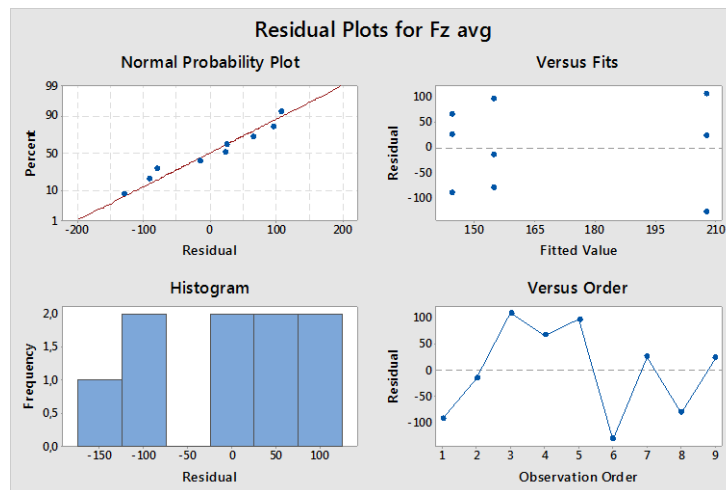 Residual Plots for Fz avg
Normal Probability Plot
99
90
50
10
1
Percent
-200 -100 0 100 200
Residual
Versus Fits
100
50
0
-50
-100
Residual
150 165 180 195 210
Fitted Value
Histogram
2,0
1,5
1,0
0,5
0,0
Frequency
-150 -100 -50 0 50 100
Residual
Versus Order
100
50
0
-50
-100
Residual
1 2 3 4 5 6 7 8 9
Observation Order